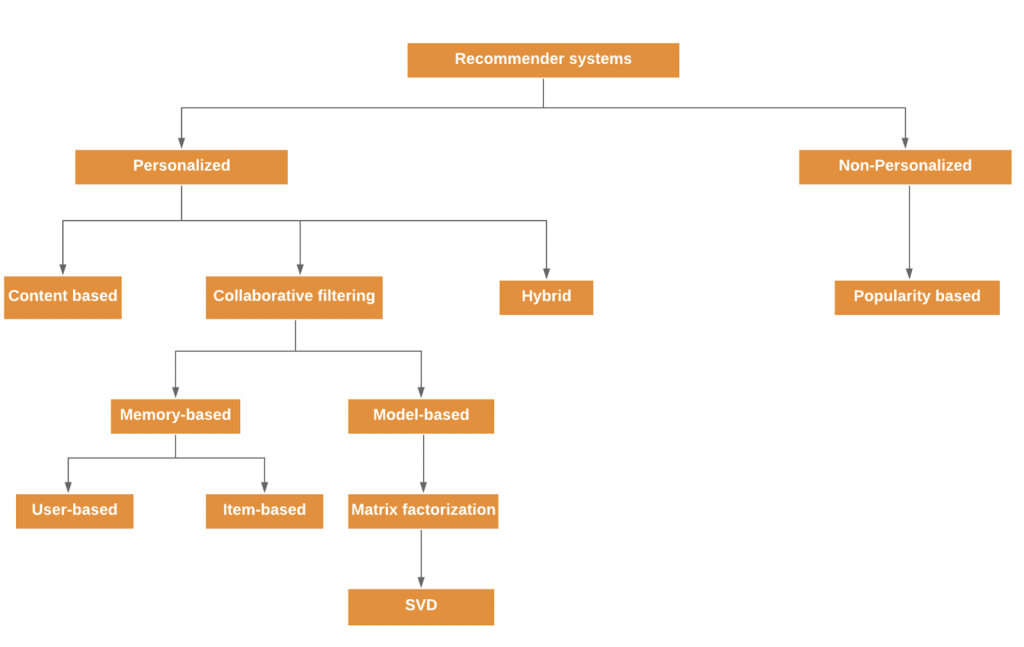 Recommender systems
Personalized
Non-Personalized
Content based
Collaborative filtering
Hybrid
Popularity based
Memory-based
Model-based
User-based
Item-based
Matrix factorization
SVD